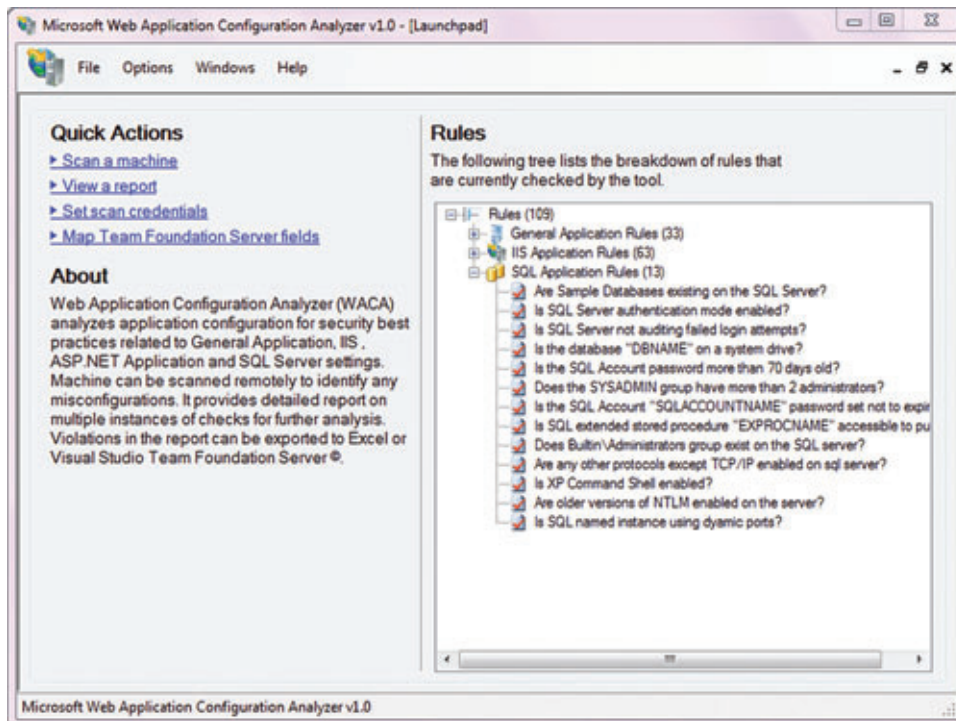 Microsoft Web Application Configuration Analyzer v1.0 - [Launchpad]
File Options Windows Help
Quick Actions
Scan a machine
View a report
Set scan credentials
Map Team Foundation Server fields
About
Web Application Configuration Analyzer (WACA)
analyzes application configuration for security best
practices related to General Application, IIS ,
ASP.NET Application and SQL Server settings.
Machine can be scanned remotely to identify any
misconfigurations. It provides detailed report on
multiple instances of checks for further analysis.
Violations in the report can be exported to Excel or
Visual Studio Team Foundation Server ©.
Rules
The following tree lists the breakdown of rules that
are currently checked by the tool.
Rules (109)
General Application Rules (33)
IIS Application Rules (63)
SQL Application Rules (13)
Are Sample Databases existing on the SQL Server?
Is SQL Server authentication mode enabled?
Is SQL Server not auditing failed login attempts?
Is the database "DBNAME" on a system drive?
Is the SQL Account password more than 70 days old?
Does the SYSADMIN group have more than 2 administrators?
Is the SQL Account "SQLACCOUNTNAME" password set not to expir
Is SQL extended stored procedure "EXPROCNAME" accessible to pu
Does Builtin\Administrators group exist on the SQL server?
Are any other protocols except TCP/IP enabled on sql server?
Is XP Command Shell enabled?
Are older versions of NTLM enabled on the server?
Is SQL named instance using dyamic ports?
Microsoft Web Application Configuration Analyzer v1.0